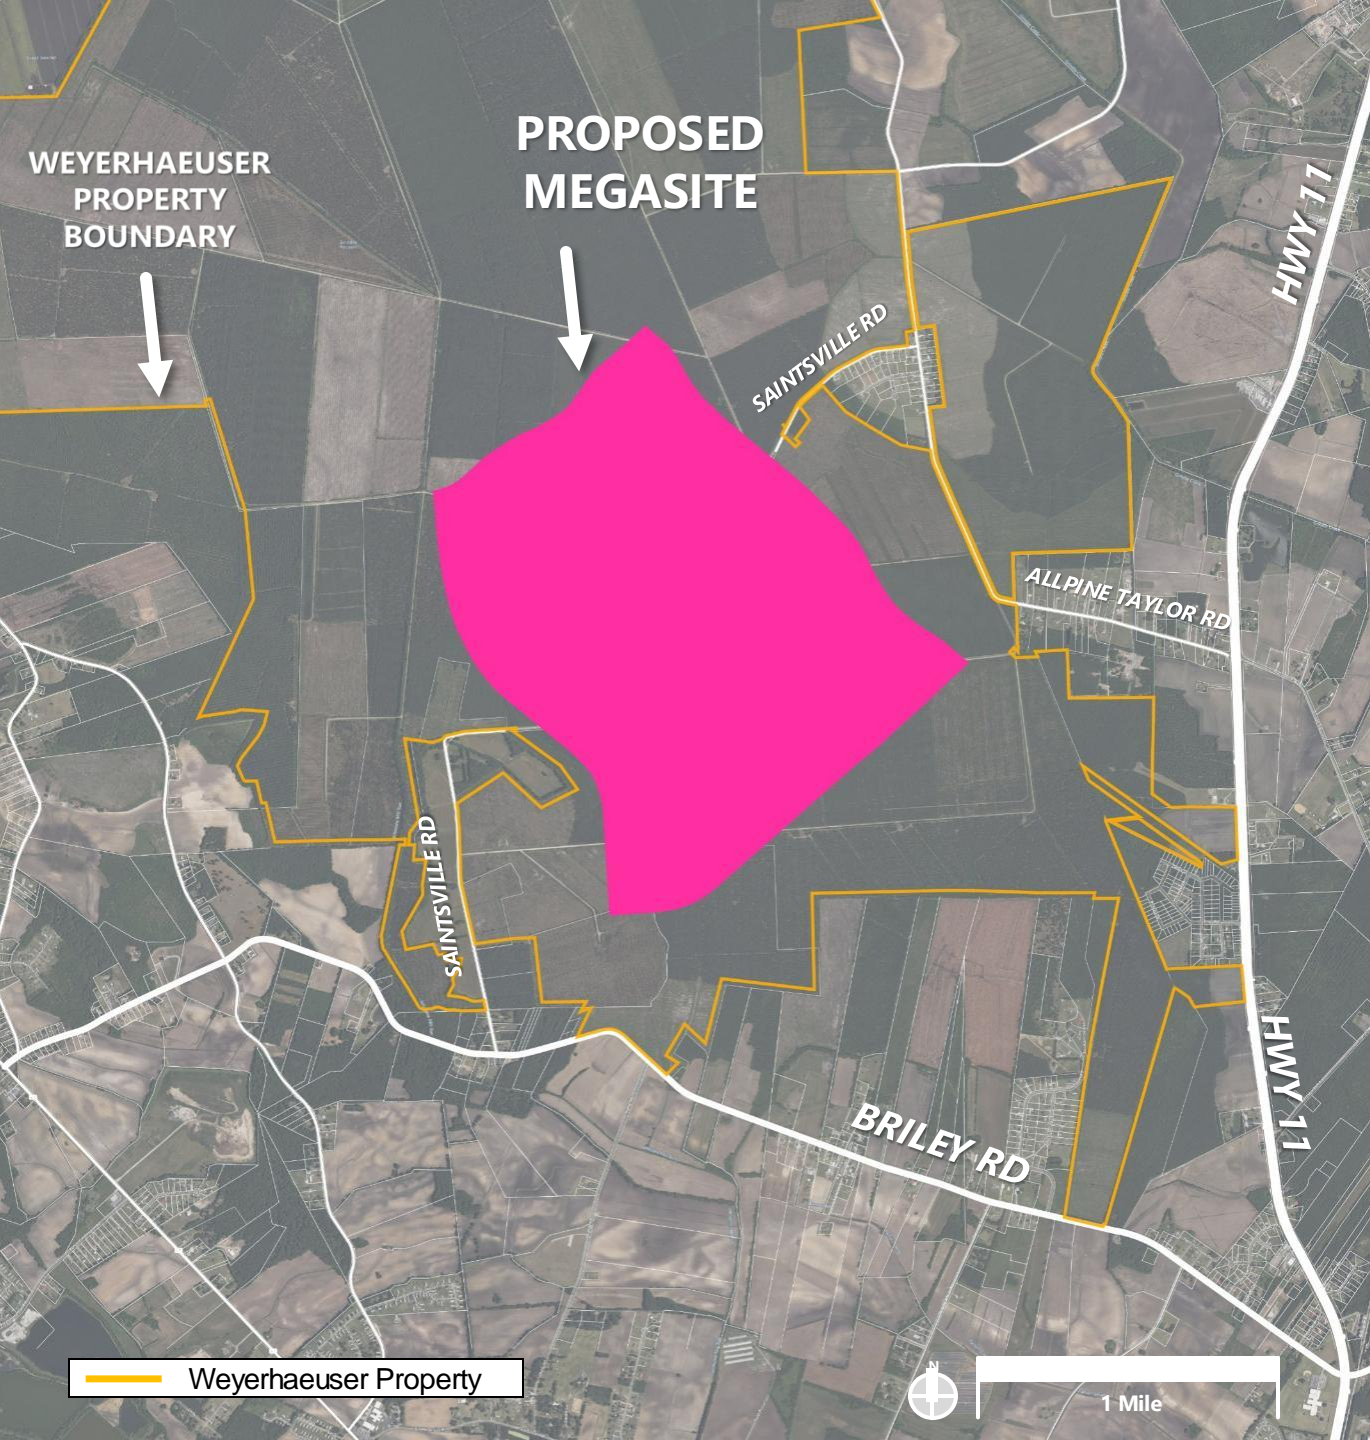 PROPOSED
MEGASITE
WEYERHAEUSER
PROPERTY
BOUNDARY
HWY 11
SAINTSVILLE RD
ALLPINE TAYLOR RD
SAINTSVILLE RD
HWY 11
BRILEY RD
Weyerhaeuser Property
N
1 Mile